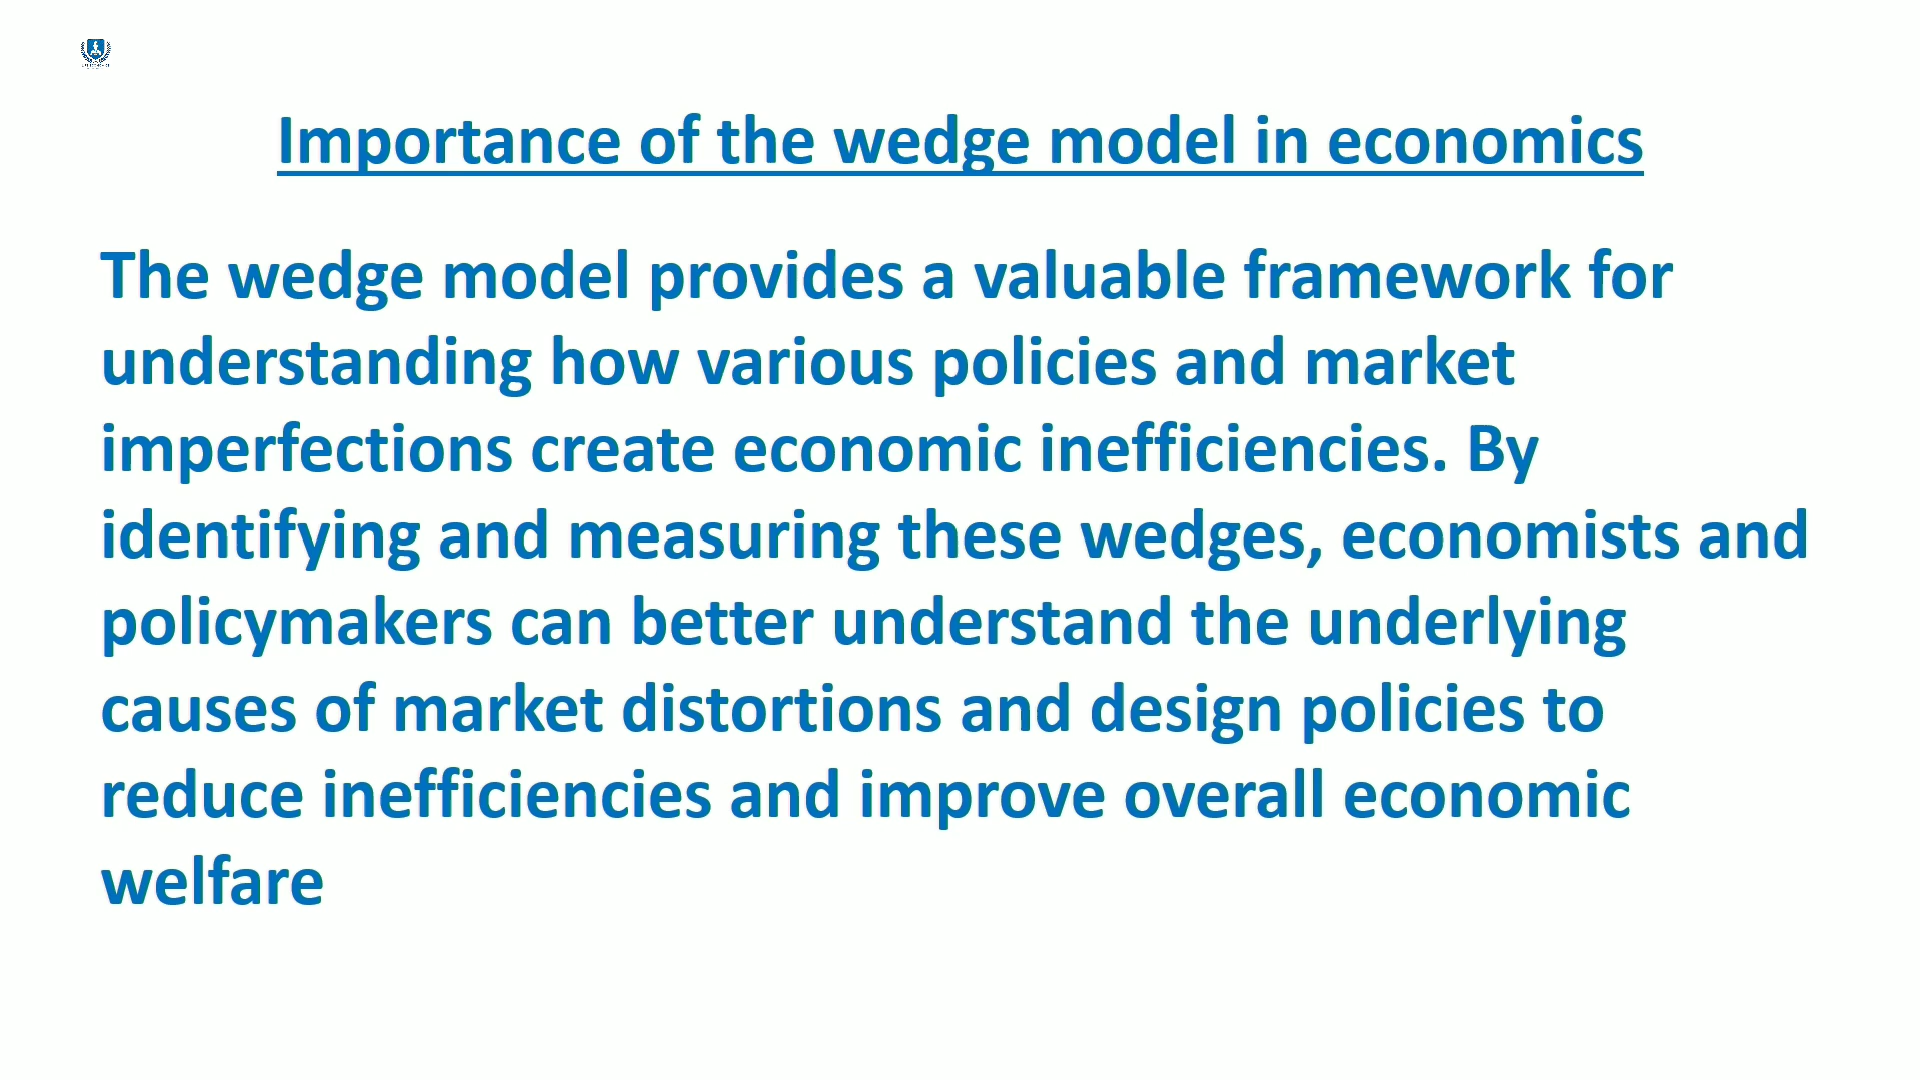 Importance of the wedge model in economics
The wedge model provides a valuable framework for
understanding how various policies and market
imperfections create economic inefficiencies. By
identifying and measuring these wedges, economists and
policymakers can better understand the underlying
causes of market distortions and design policies to
reduce inefficiencies and improve overall economic
welfare